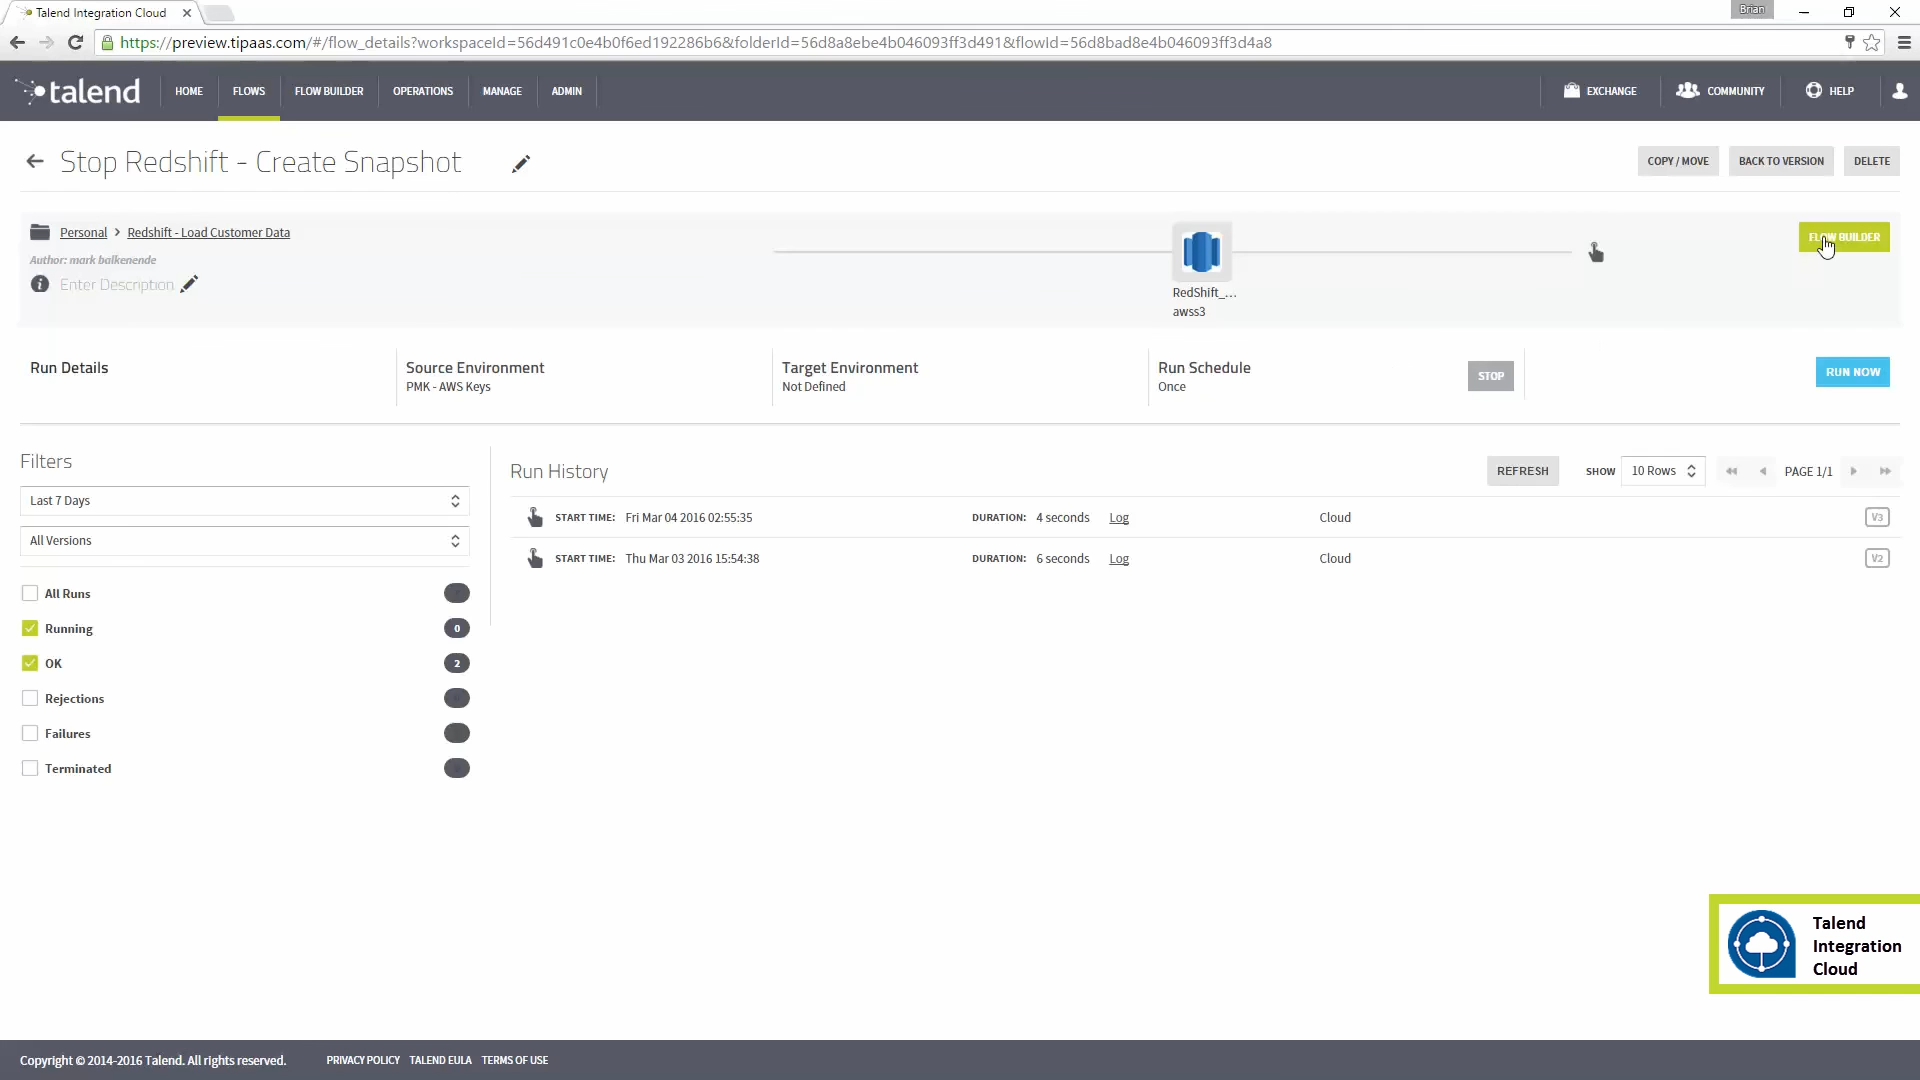 Talend Integration Cloud
Brian
https://preview.tipaas.com/#/flow_details?workspaceId=56d491c0e4b0f6ed192286b6&folderId=56d8a8ebe4b046093ff3d491&flowId=56d8bad8e4b046093ff3d4a8
talend HOME FLOWS FLOW BUILDER OPERATIONS MANAGE ADMIN EXCHANGE COMMUNITY HELP
Stop Redshift - Create Snapshot COPY / MOVE BACK TO VERSION DELETE
Personal > Redshift - Load Customer Data FLOW BUILDER
Author: mark balkenende
Enter Description
RedShift_...
awss3
Run Details Source Environment Target Environment Run Schedule STOP RUN NOW
PMK - AWS Keys Not Defined Once
Filters
Run History REFRESH SHOW 10 Rows PAGE 1/1
Last 7 Days
START TIME: Fri Mar 04 2016 02:55:35 DURATION: 4 seconds Log Cloud V3
All Versions
START TIME: Thu Mar 03 2016 15:54:38 DURATION: 6 seconds Log Cloud V2
All Runs
Running 0
OK 2
Rejections
Failures
Terminated
Talend
Integration
Cloud
Copyright © 2014-2016 Talend. All rights reserved. PRIVACY POLICY TALEND EULA TERMS OF USE